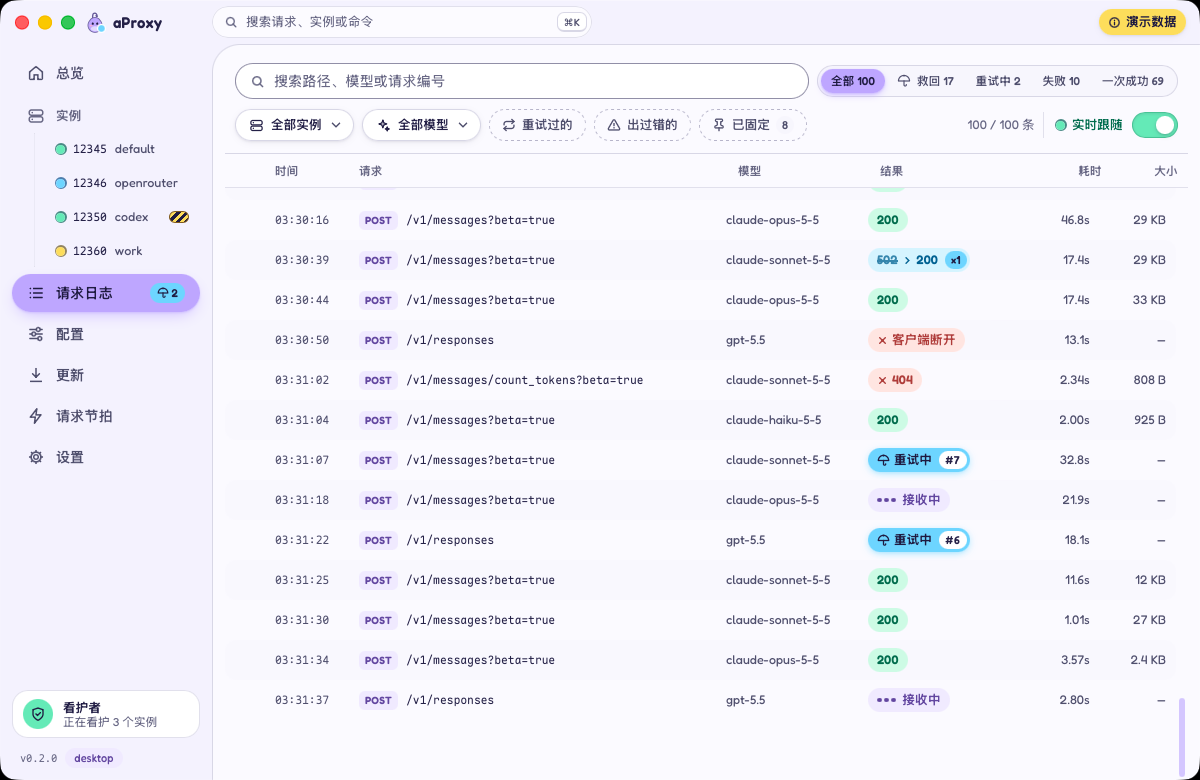 aProxy
搜索请求、实例或命令
⌘K
演示数据
总览
实例
12345 default
12346 openrouter
12350 codex
12360 work
请求日志 2
配置
更新
请求节拍
设置
看护者
正在看护 3 个实例
v0.2.0 desktop
搜索路径、模型或请求编号
全部 100 救回 17 重试中 2 失败 10 一次成功 69
全部实例 全部模型 重试过的 出过错的 已固定 8
100 / 100 条 实时跟随
时间 请求 模型 结果 耗时 大小
03:30:16 POST /v1/messages?beta=true claude-opus-5-5 200 46.8s 29 KB
03:30:39 POST /v1/messages?beta=true claude-sonnet-5-5 502 › 200 x1 17.4s 29 KB
03:30:44 POST /v1/messages?beta=true claude-opus-5-5 200 17.4s 33 KB
03:30:50 POST /v1/responses gpt-5.5 × 客户端断开 13.1s —
03:31:02 POST /v1/messages/count_tokens?beta=true claude-sonnet-5-5 × 404 2.34s 808 B
03:31:04 POST /v1/messages?beta=true claude-haiku-5-5 200 2.00s 925 B
03:31:07 POST /v1/messages?beta=true claude-sonnet-5-5 重试中 #7 32.8s —
03:31:18 POST /v1/messages?beta=true claude-opus-5-5 接收中 21.9s —
03:31:22 POST /v1/responses gpt-5.5 重试中 #6 18.1s —
03:31:25 POST /v1/messages?beta=true claude-sonnet-5-5 200 11.6s 12 KB
03:31:30 POST /v1/messages?beta=true claude-sonnet-5-5 200 1.01s 27 KB
03:31:34 POST /v1/messages?beta=true claude-opus-5-5 200 3.57s 2.4 KB
03:31:37 POST /v1/responses gpt-5.5 接收中 2.80s —